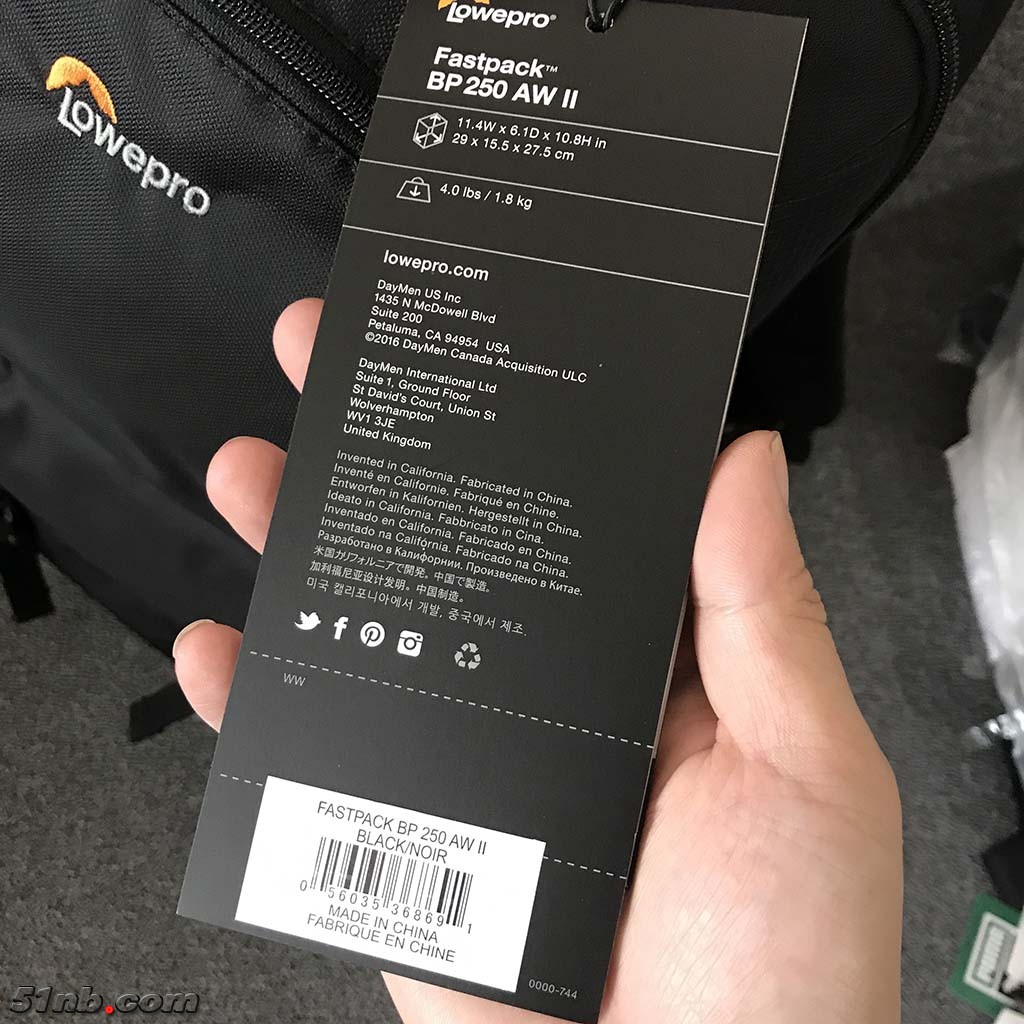 Lowepro
Lowepro®
Fastpack™
BP 250 AW II
11.4W x 6.1D x 10.8H in
29 x 15.5 x 27.5 cm
4.0 lbs / 1.8 kg
lowepro.com
DayMen US Inc
1435 N McDowell Blvd
Suite 200
Petaluma, CA 94954 USA
©2016 DayMen Canada Acquisition ULC
DayMen International Ltd
Suite 1, Ground Floor
St David's Court, Union St
Wolverhampton
WV1 3JE
United Kingdom
Invented in California. Fabricated in China.
Inventé en Californie. Fabriqué en Chine.
Entworfen in Kalifornien. Hergestellt in China.
Ideato in California. Fabbricato in Cina.
Inventado en California. Fabricado en China.
Inventado na California. Fabricado na China.
Разработано в Калифорнии. Произведено в Китае.
米国カリフォルニアで開発。中国で製造。
加利福尼亚设计发明。中国制造。
미국 캘리포니아에서 개발, 중국에서 제조.
WW
FASTPACK BP 250 AW II
BLACK/NOIR
0 56035 36869 1
MADE IN CHINA
FABRIQUE EN CHINE
0000-744
51nb.com